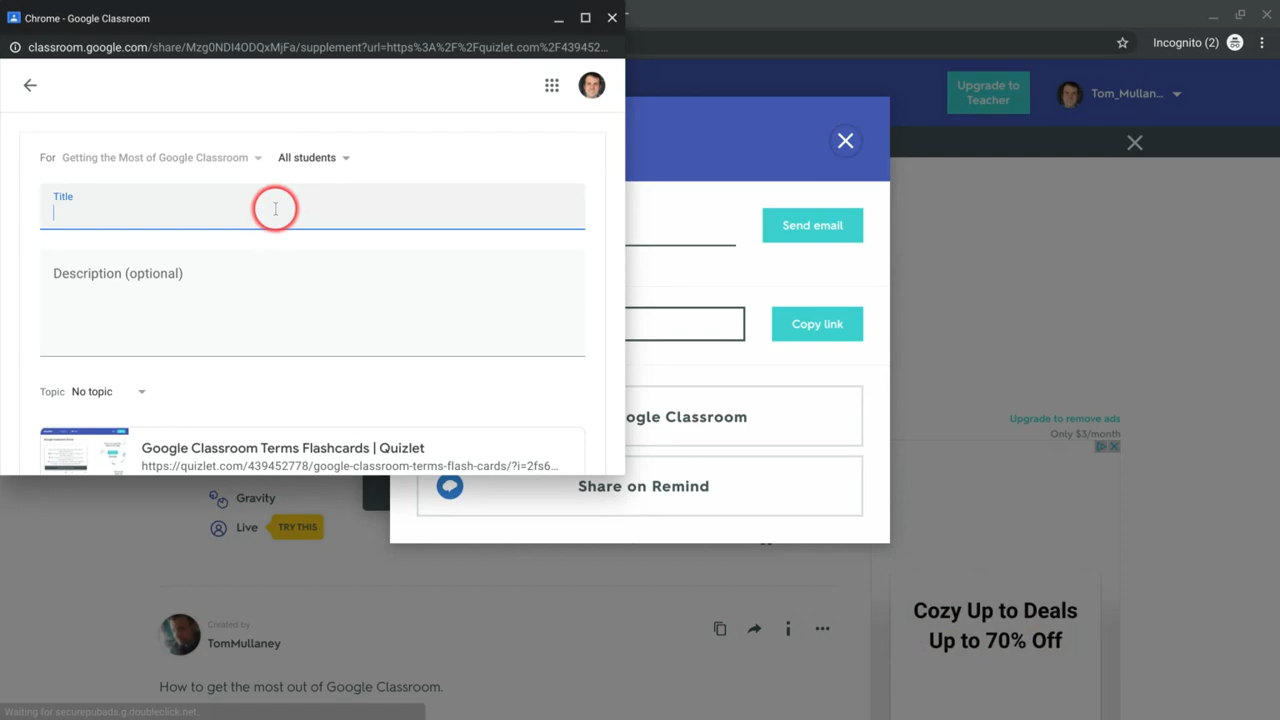 Chrome - Google Classroom
classroom.google.com/share/Mzg0NDI4ODQxMjFa/supplement?url=https%3A%2F%2Fquizlet.com%2F439452...
Incognito (2)
Upgrade to
Teacher
Tom_Mullan...
For Getting the Most of Google Classroom All students
Title
Send email
Description (optional)
Copy link
Topic No topic
ogle Classroom
Upgrade to remove ads
Only $3/month
Google Classroom Terms Flashcards | Quizlet
https://quizlet.com/439452778/google-classroom-terms-flash-cards/?i=2fs6...
Share on Remind
Gravity
Live TRY THIS
Cozy Up to Deals
Up to 70% Off
Created by
TomMullaney
How to get the most out of Google Classroom.
Waiting for securepubads.g.doubleclick.net...